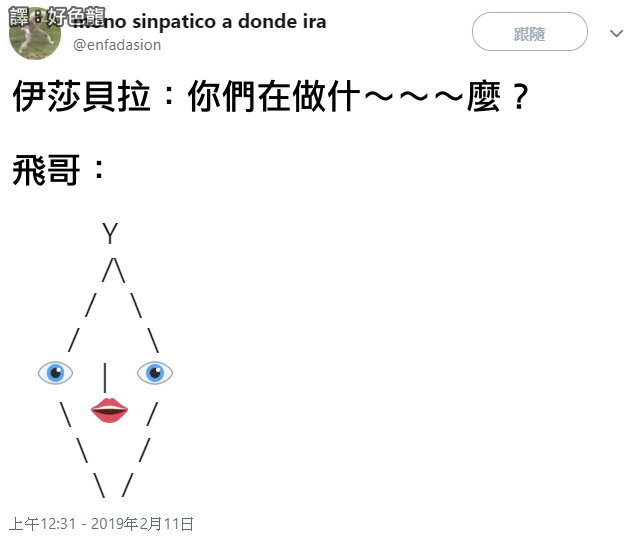 譯：好色龍
mono sinpatico a donde ira
@enfadasion
跟隨
伊莎貝拉：你們在做什～～～麼？
飛哥：
Y
/\
/ \
/ \
/ \
👁 | 👁
👄
\ /
\ /
\ /
上午12:31 - 2019年2月11日